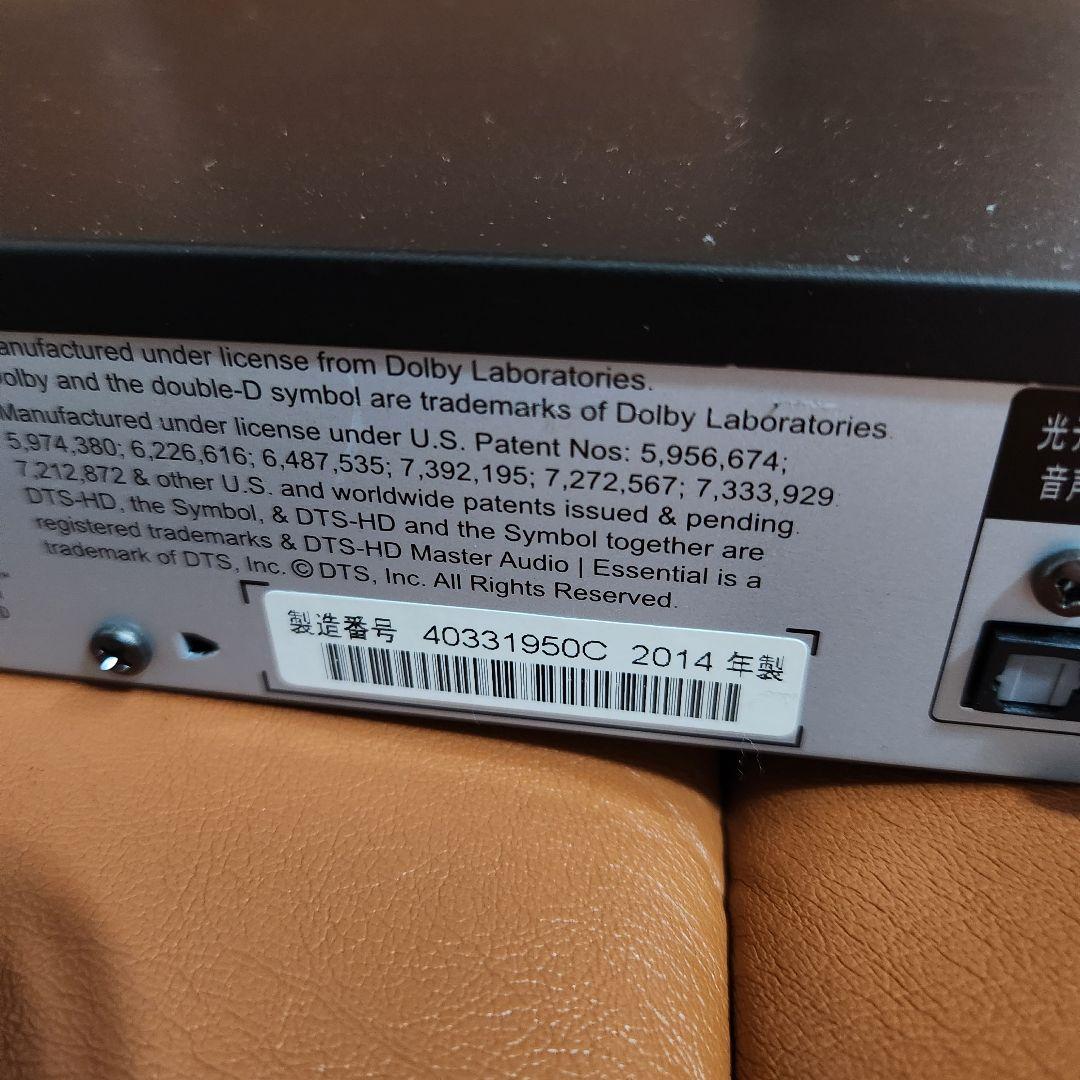 anufactured under license from Dolby Laboratories.
olby and the double-D symbol are trademarks of Dolby Laboratories.
Manufactured under license under U.S. Patent Nos: 5,956,674;
5,974,380; 6,226,616; 6,487,535; 7,392,195; 7,272,567; 7,333,929
7,212,872 & other U.S. and worldwide patents issued & pending.
DTS-HD, the Symbol, & DTS-HD and the Symbol together are
registered trademarks & DTS-HD Master Audio | Essential is a
trademark of DTS, Inc. © DTS, Inc. All Rights Reserved.
製造番号 40331950C 2014 年製
光
音声